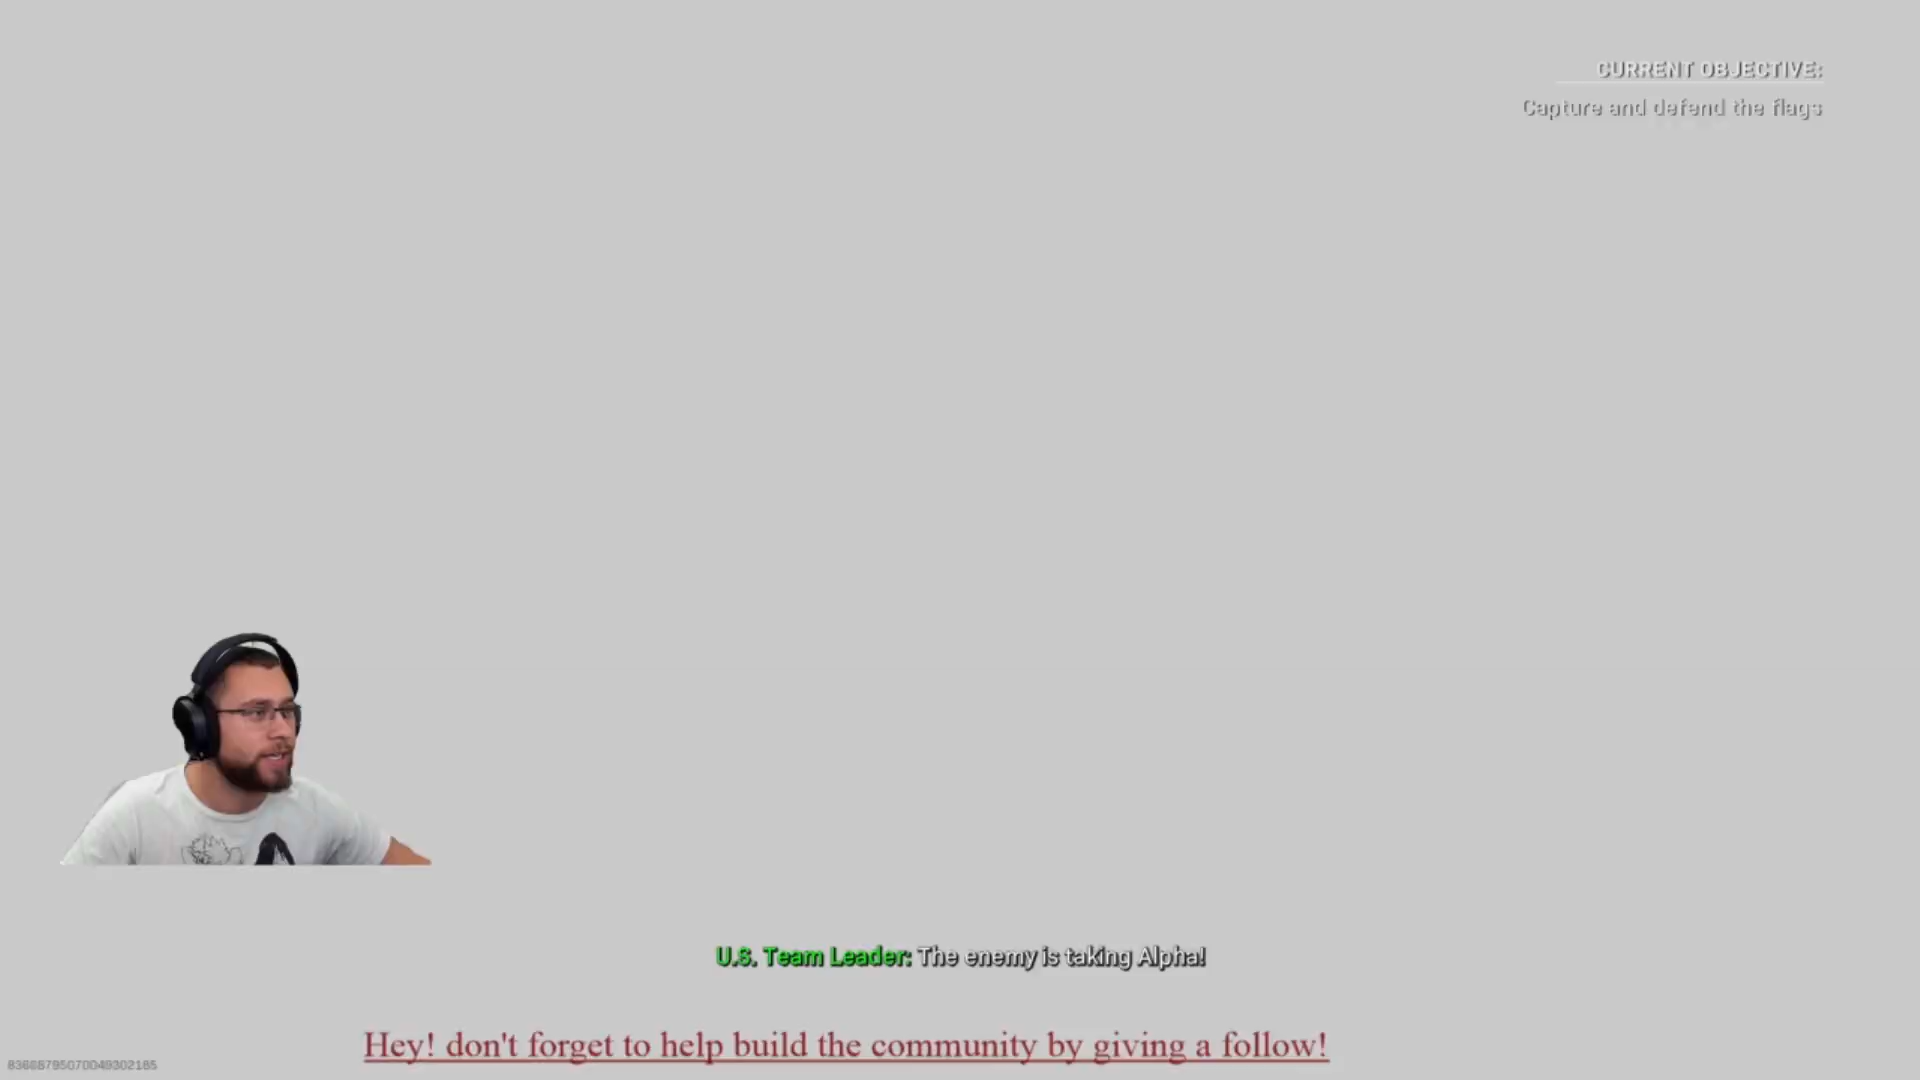 CURRENT OBJECTIVE:
Capture and defend the flags
U.S. Team Leader: The enemy is taking Alpha!
Hey! don't forget to help build the community by giving a follow!